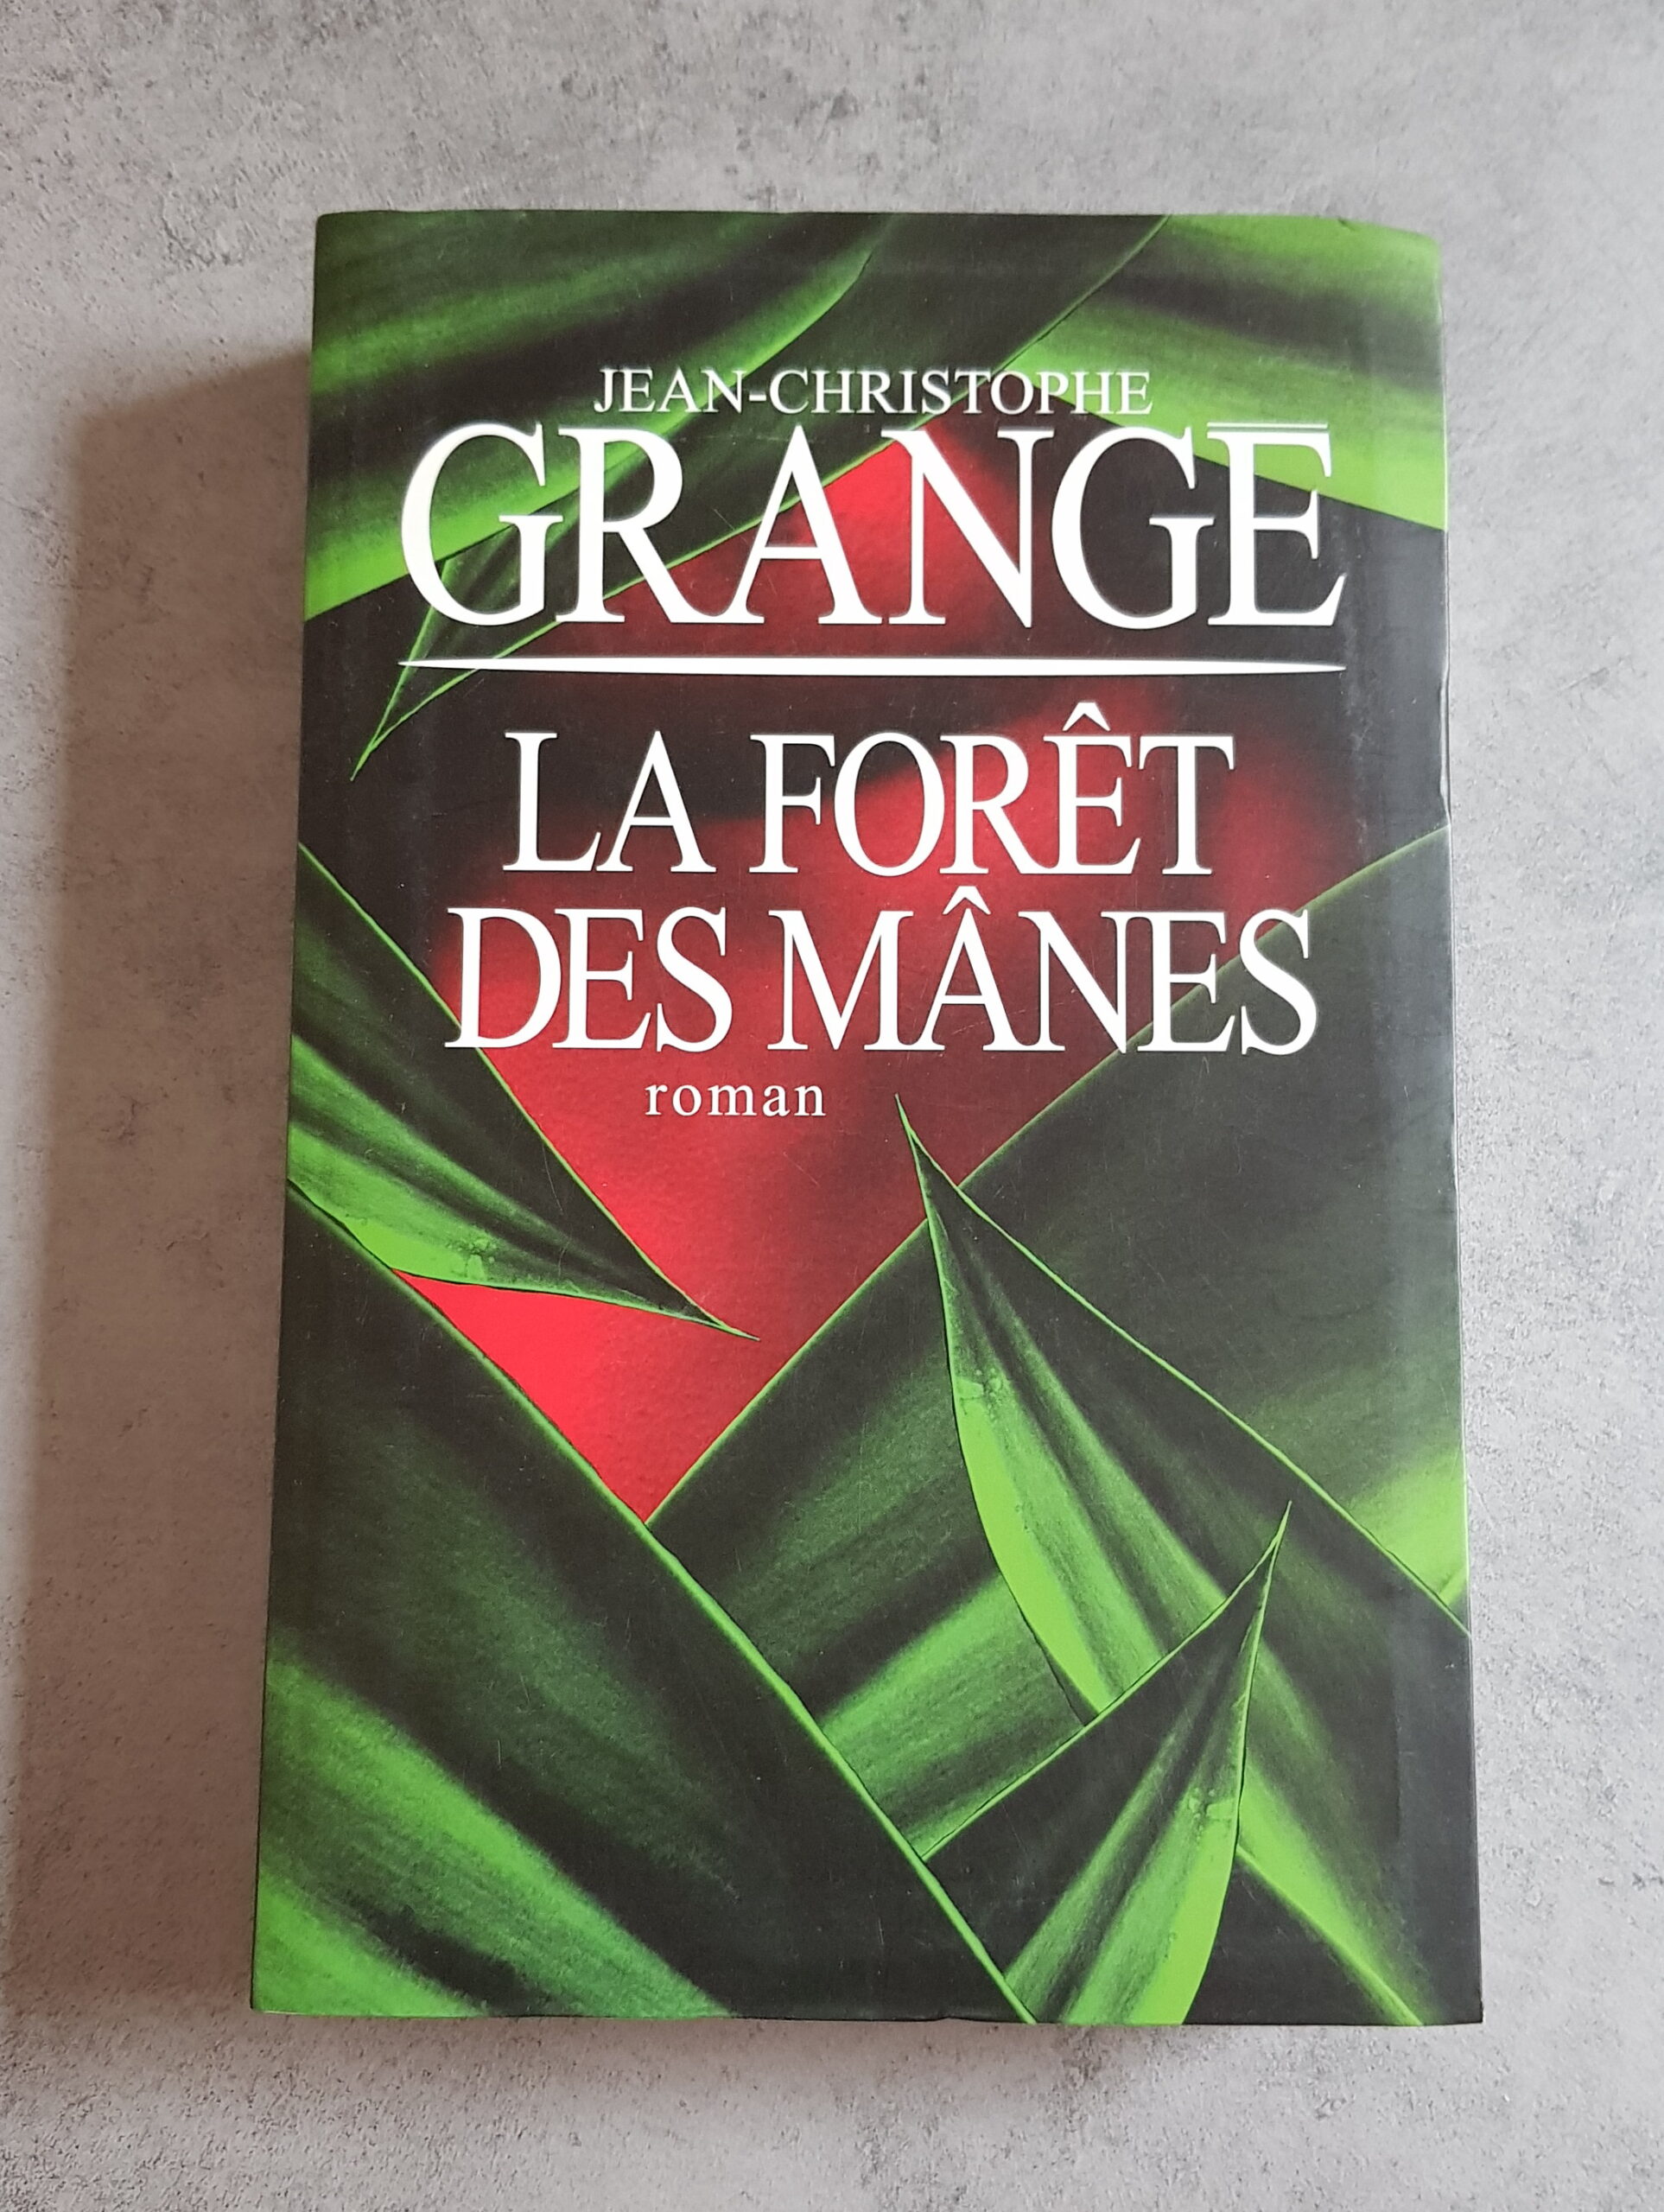 JEAN-CHRISTOPHE
GRANGĒ
LA FORÊT
DES MÂNES
roman